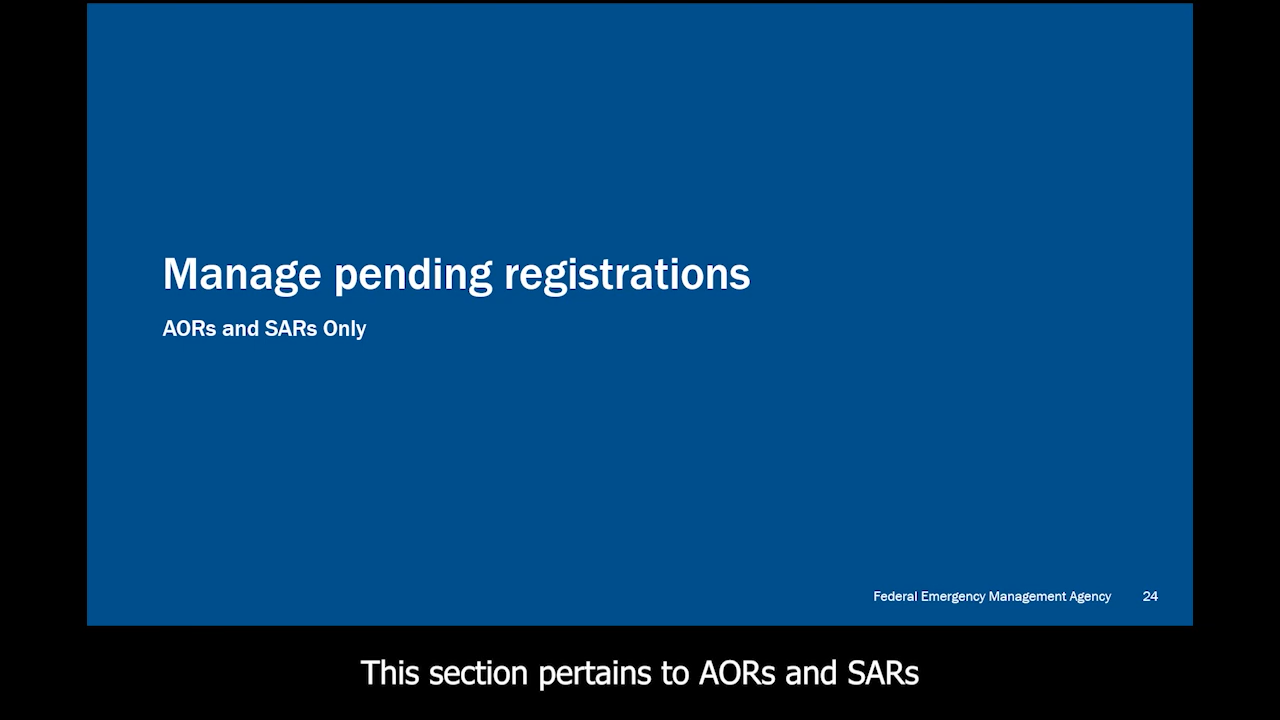 Manage pending registrations
AORs and SARs Only
Federal Emergency Management Agency 24
This section pertains to AORs and SARs